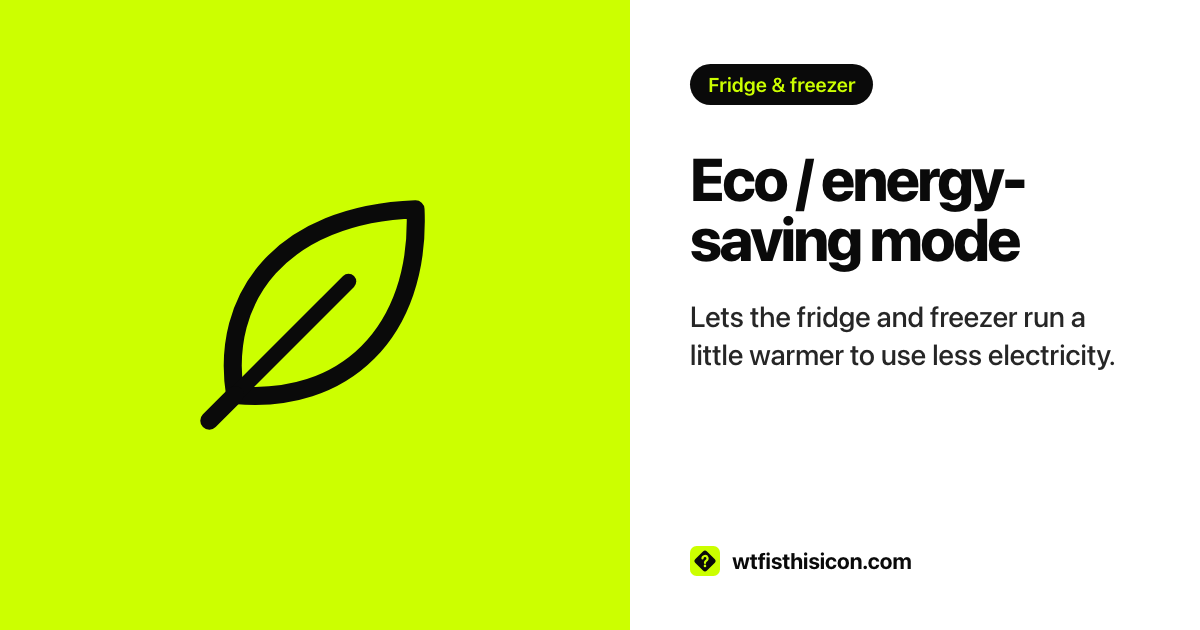 Fridge & freezer
Eco / energy-
saving mode
Lets the fridge and freezer run a
little warmer to use less electricity.
?
wtfisthisicon.com